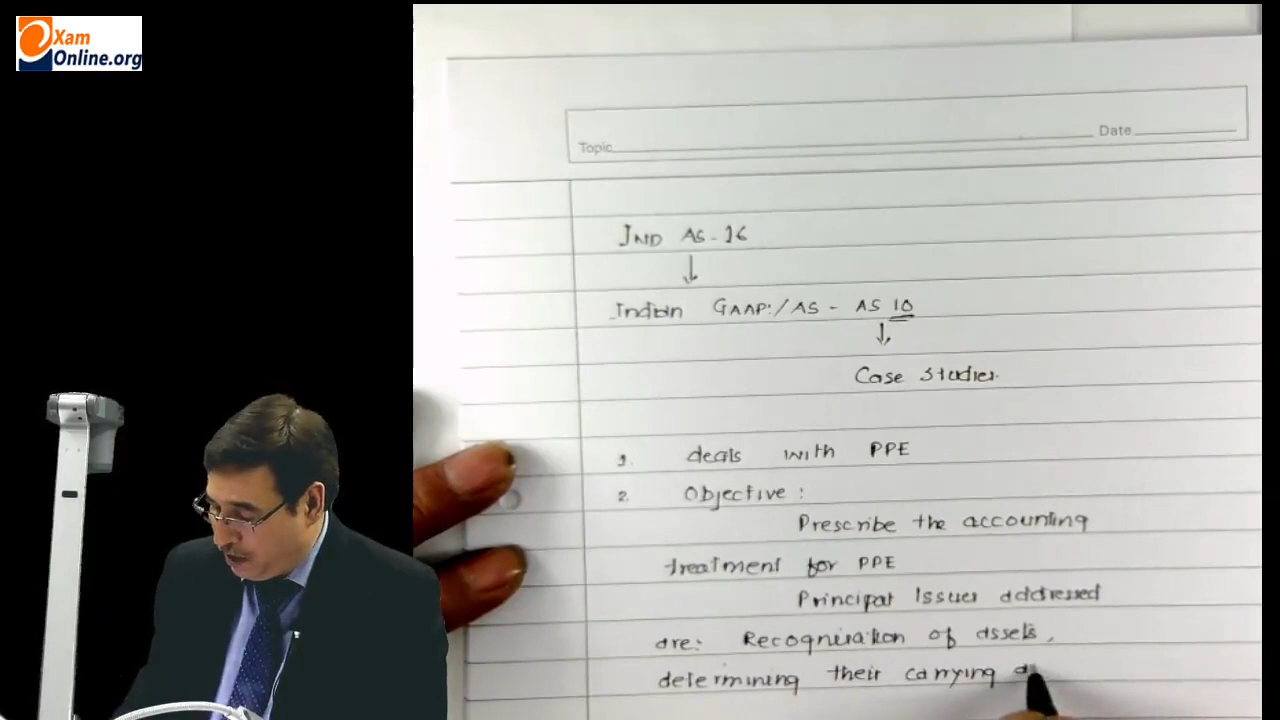 Xam
Online.org
Topic
Date
IND AS-16
Indian GAAP:/AS - AS 10
Case Studies.
1. deals with PPE
2. Objective :
Prescribe the accounting
treatment for PPE
Principal Issues addressed
are: Recognisation of assets,
determining their carrying a